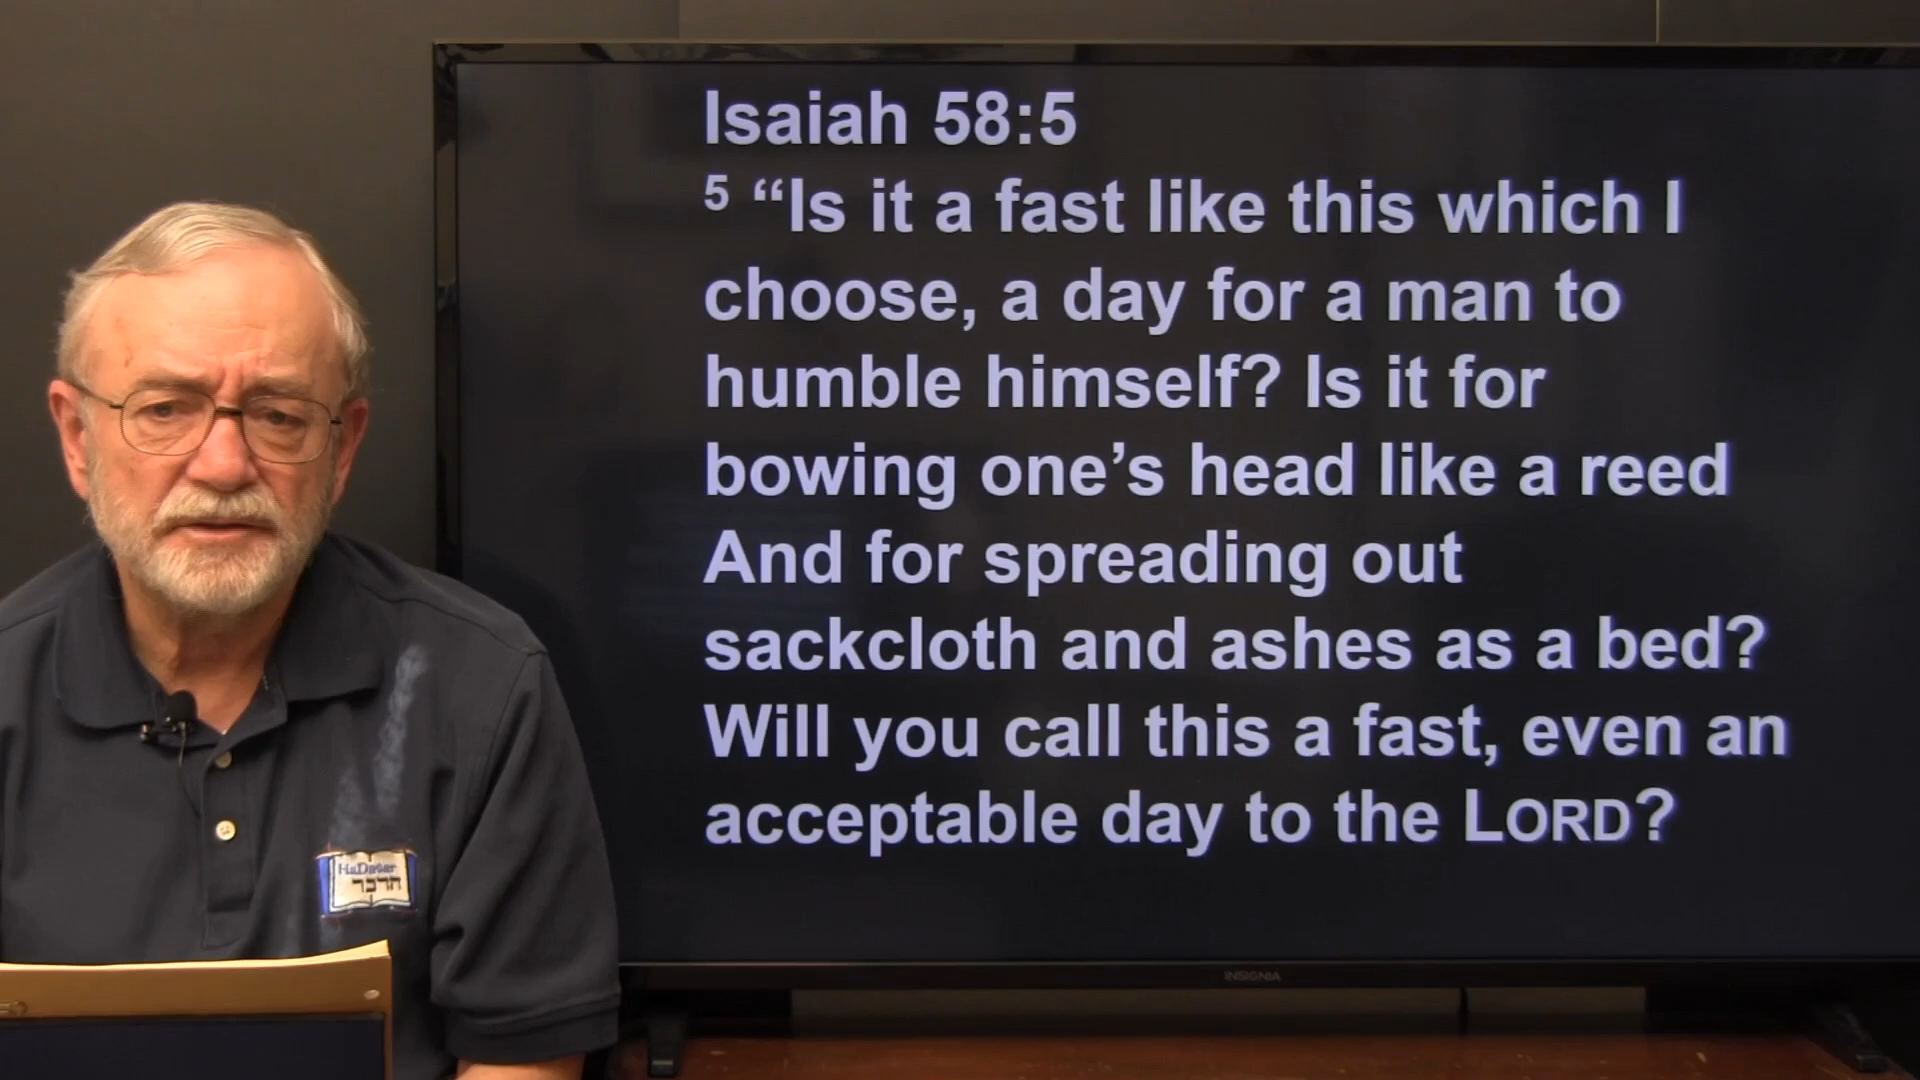 Isaiah 58:5
5 “Is it a fast like this which I
choose, a day for a man to
humble himself? Is it for
bowing one’s head like a reed
And for spreading out
sackcloth and ashes as a bed?
Will you call this a fast, even an
acceptable day to the LORD?
HaDavar
הדבר
INSIGNIA